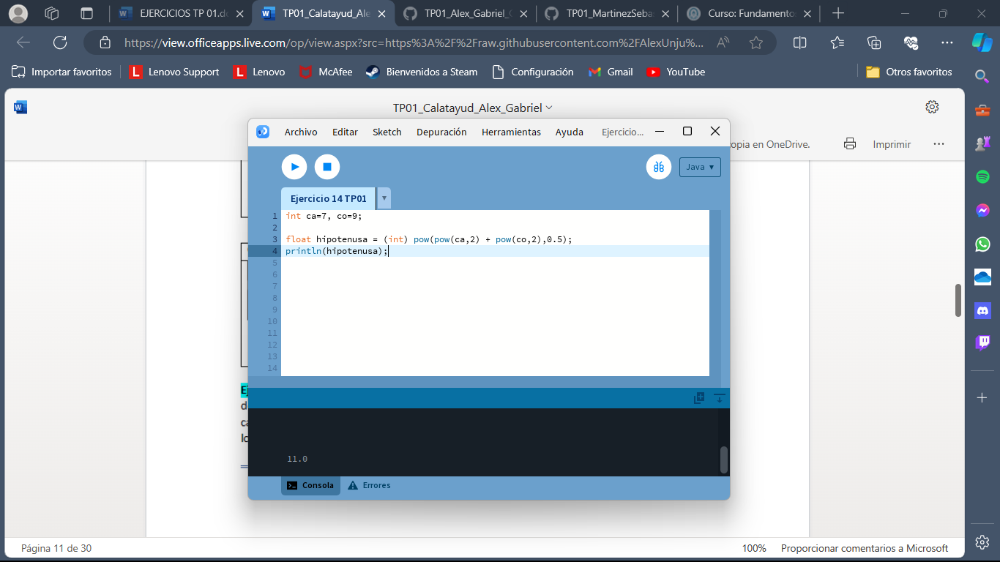 EJERCICIOS TP 01.d
TP01_Calatayud_Ale
TP01_Alex_Gabriel_
TP01_MartinezSeba
Curso: Fundamento
https://view.officeapps.live.com/op/view.aspx?src=https%3A%2F%2Fraw.githubusercontent.com%2FAlexUnju%...
Importar favoritos
Lenovo Support
Lenovo
McAfee
Bienvenidos a Steam
Configuración
Gmail
YouTube
Otros favoritos
TP01_Calatayud_Alex_Gabriel
opia en OneDrive.
Imprimir
Archivo Editar Sketch Depuración Herramientas Ayuda Ejercicio...
Java
Ejercicio 14 TP01
1 int ca=7, co=9;
2
3 float hipotenusa = (int) pow(pow(ca,2) + pow(co,2),0.5);
4 println(hipotenusa);
5
6
7
8
9
10
11
12
13
14
Ej
d
ca
lo
11.0
Consola
Errores
Página 11 de 30
100%
Proporcionar comentarios a Microsoft